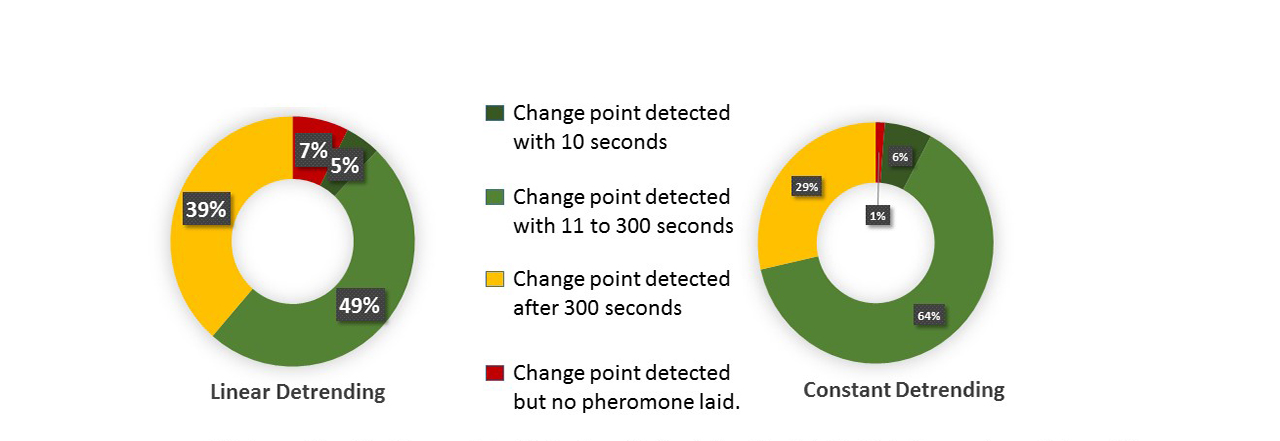 7%
5%
39%
49%
Linear Detrending
Change point detected
with 10 seconds
Change point detected
with 11 to 300 seconds
Change point detected
after 300 seconds
Change point detected
but no pheromone laid.
6%
29%
1%
64%
Constant Detrending